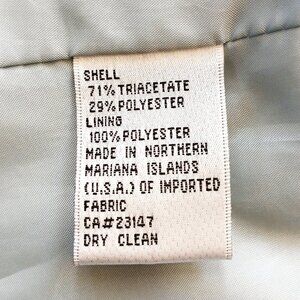 SHELL
71% TRIACETATE
29% POLYESTER
LINING
100% POLYESTER
MADE IN NORTHERN
MARIANA ISLANDS
(U.S.A.) OF IMPORTED
FABRIC
CA#23147
DRY CLEAN